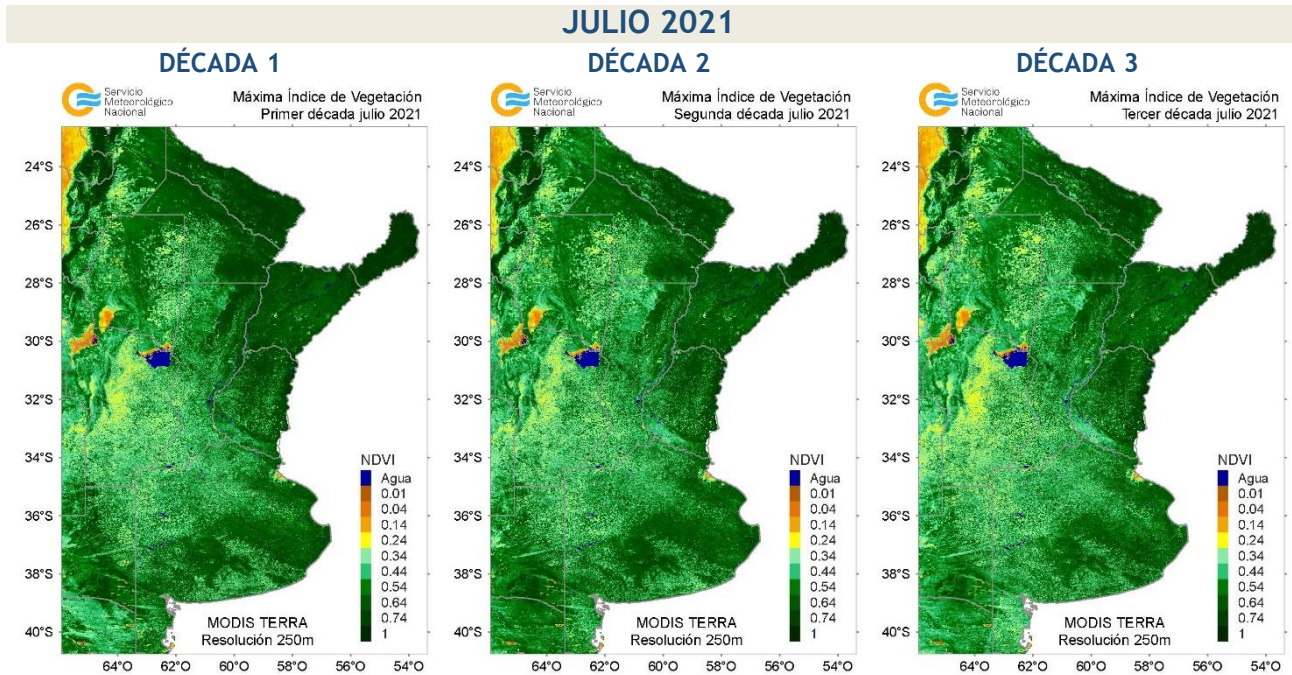 JULIO 2021
DÉCADA 1
DÉCADA 2
DÉCADA 3
Servicio
Meteorológico
Nacional
Máxima Índice de Vegetación
Primer década julio 2021
24°S
26°S
28°S
30°S
32°S
34°S
36°S
38°S
40°S
NDVI
Agua
0.01
0.04
0.14
0.24
0.34
0.44
0.54
0.64
0.74
1
MODIS TERRA
Resolución 250m
64°O
62°O
60°O
58°O
56°O
54°O
Servicio
Meteorológico
Nacional
Máxima Índice de Vegetación
Segunda década julio 2021
24°S
26°S
28°S
30°S
32°S
34°S
36°S
38°S
40°S
NDVI
Agua
0.01
0.04
0.14
0.24
0.34
0.44
0.54
0.64
0.74
1
MODIS TERRA
Resolución 250m
64°O
62°O
60°O
58°O
56°O
54°O
Servicio
Meteorológico
Nacional
Máxima Índice de Vegetación
Tercer década julio 2021
24°S
26°S
28°S
30°S
32°S
34°S
36°S
38°S
40°S
NDVI
Agua
0.01
0.04
0.14
0.24
0.34
0.44
0.54
0.64
0.74
1
MODIS TERRA
Resolución 250m
64°O
62°O
60°O
58°O
56°O
54°O